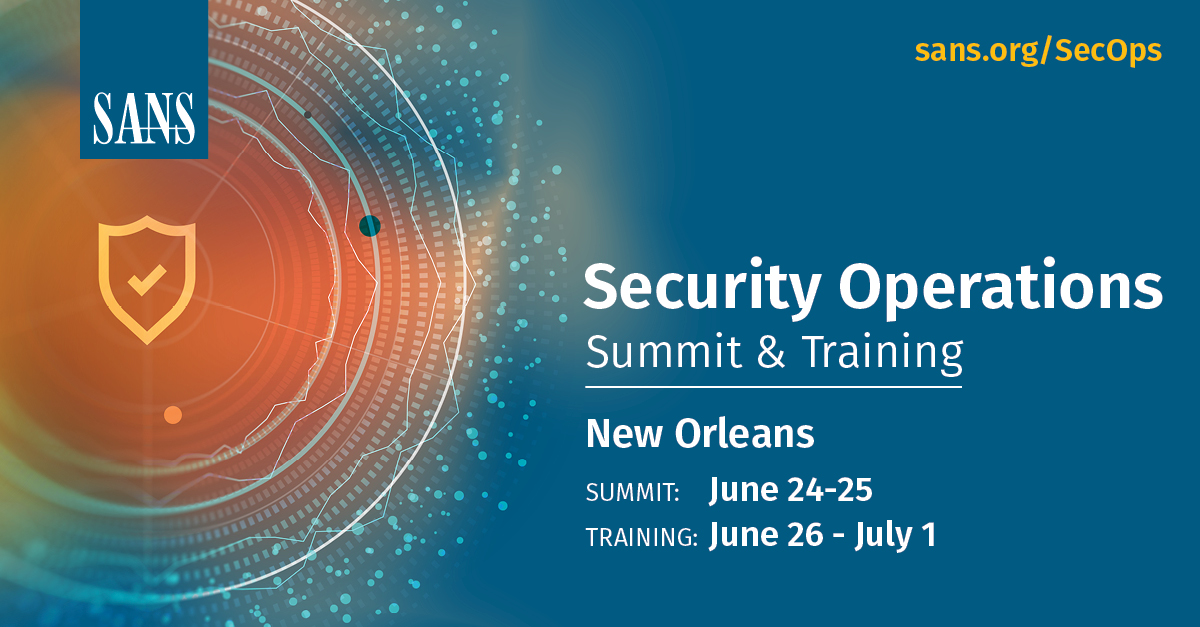 SANS
sans.org/SecOps
Security Operations
Summit & Training
New Orleans
SUMMIT: June 24-25
TRAINING: June 26 - July 1